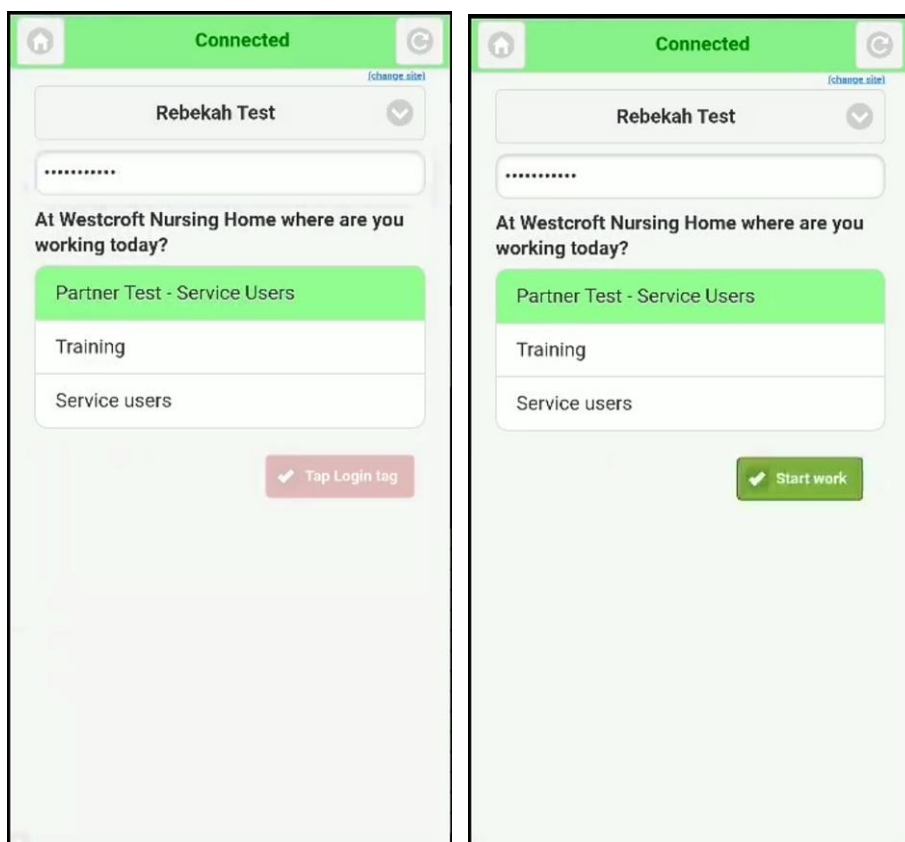 Connected
(change site)
Rebekah Test
•••••••••••
At Westcroft Nursing Home where are you
working today?
Partner Test - Service Users
Training
Service users
Tap Login tag
Connected
(change site)
Rebekah Test
•••••••••••
At Westcroft Nursing Home where are you
working today?
Partner Test - Service Users
Training
Service users
Start work